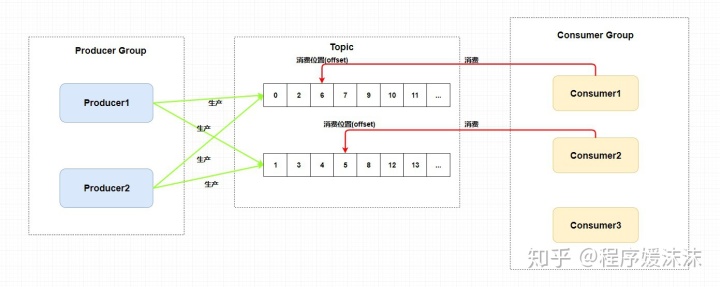 Producer Group
Producer1
Producer2
生产
生产
生产
生产
Topic
消费位置(offset)
0 2 6 7 9 10 11 ...
消费位置(offset)
1 3 4 5 8 12 13 ...
消费
消费
Consumer Group
Consumer1
Consumer2
Consumer3
知乎 @程序媛沫沫